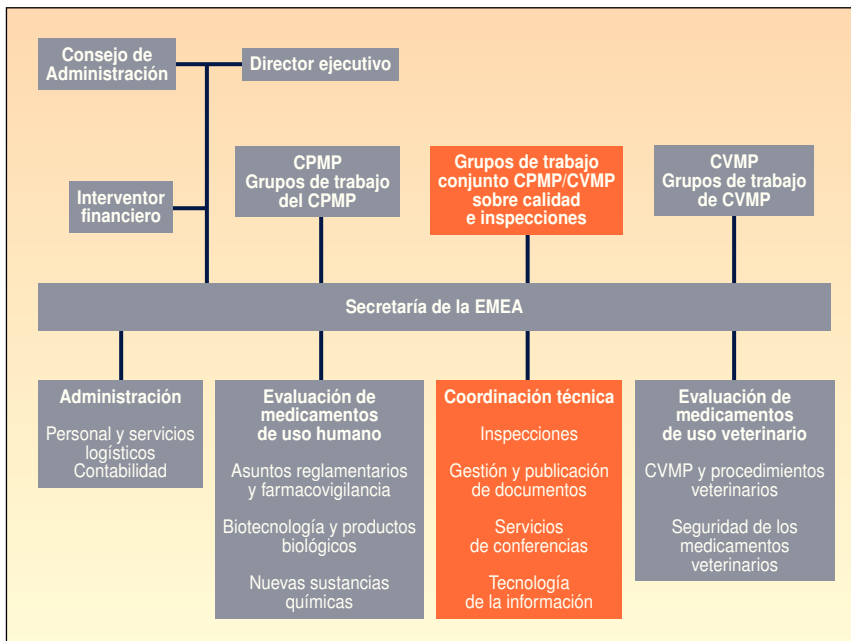 Consejo de
Administración
Director ejecutivo
CPMP
Grupos de trabajo
del CPMP
Grupos de trabajo
conjunto CPMP/CVMP
sobre calidad
e inspecciones
CVMP
Grupos de trabajo
de CVMP
Interventor
financiero
Secretaría de la EMEA
Administración
Personal y servicios
logísticos
Contabilidad
Evaluación de
medicamentos
de uso humano
Asuntos reglamentarios
y farmacovigilancia
Biotecnología y productos
biológicos
Nuevas sustancias
químicas
Coordinación técnica
Inspecciones
Gestión y publicación
de documentos
Servicios
de conferencias
Tecnología
de la información
Evaluación de
medicamentos
de uso veterinario
CVMP y procedimientos
veterinarios
Seguridad de los
medicamentos
veterinarios